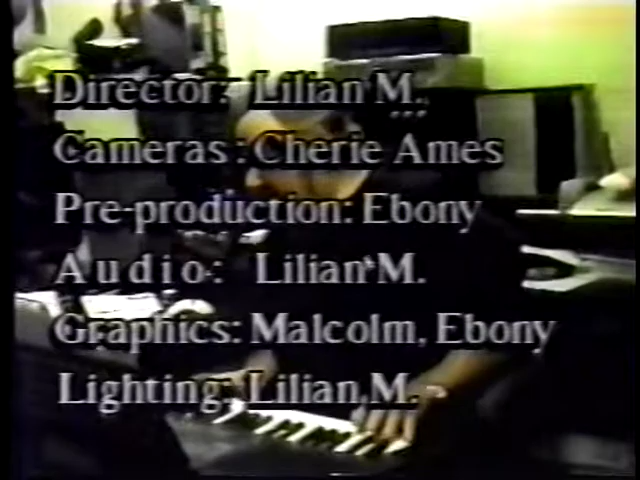 Director: Lilian M.
Cameras: Cherie Ames
Pre-production: Ebony
Audio: Lilian M.
Graphics: Malcolm, Ebony
Lighting: Lilian M.